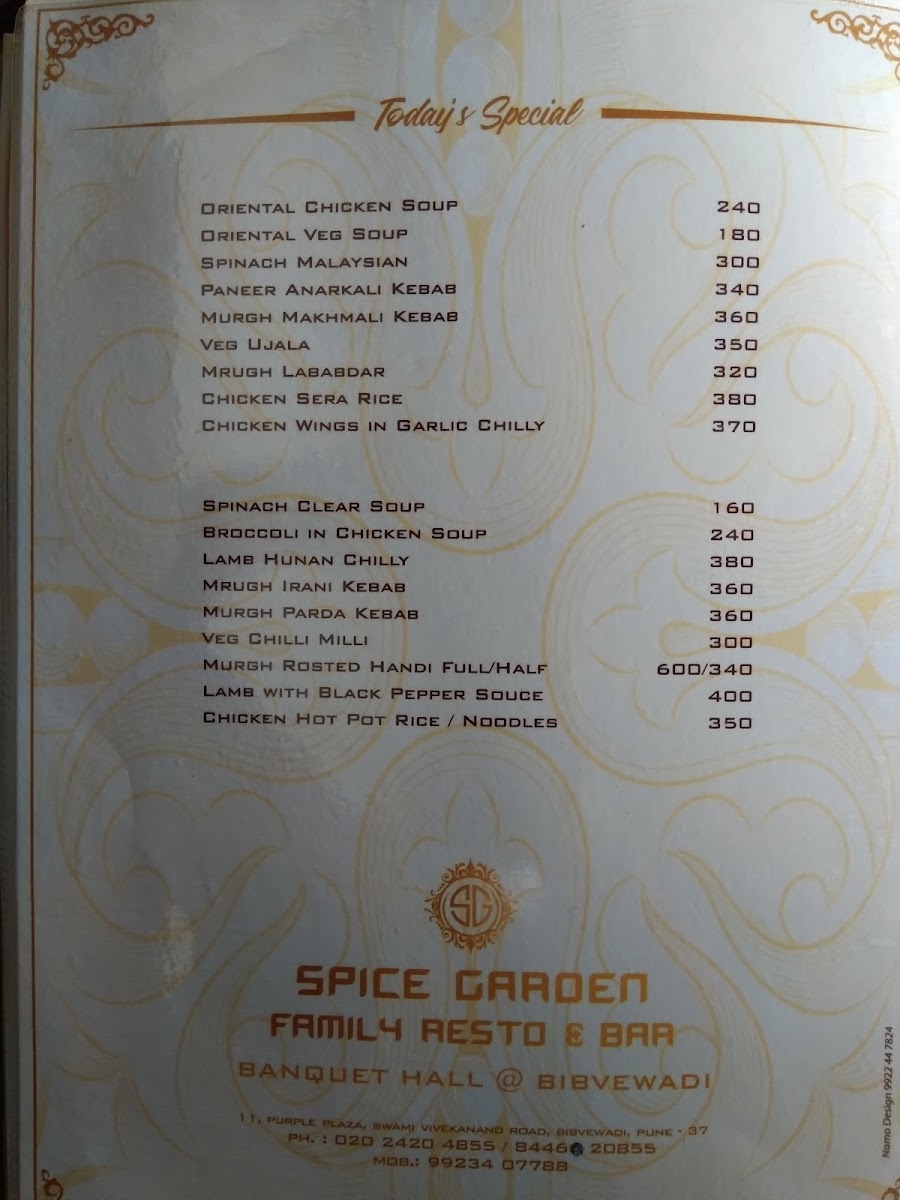 Today's Special
ORIENTAL CHICKEN SOUP 240
ORIENTAL VEG SOUP 180
SPINACH MALAYSIAN 300
PANEER ANARKALI KEBAB 340
MURGH MAKHMALI KEBAB 360
VEG UJALA 350
MRUGH LABABDAR 320
CHICKEN SERA RICE 380
CHICKEN WINGS IN GARLIC CHILLY 370
SPINACH CLEAR SOUP 160
BROCCOLI IN CHICKEN SOUP 240
LAMB HUNAN CHILLY 380
MRUGH IRANI KEBAB 360
MURGH PARDA KEBAB 360
VEG CHILLI MILLI 300
MURGH ROSTED HANDI FULL/HALF 600/340
LAMB WITH BLACK PEPPER SOUCE 400
CHICKEN HOT POT RICE / NOODLES 350
SG
SPICE GARDEN
FAMILY RESTO & BAR
BANQUET HALL @ BIBVEWADI
11, PURPLE PLAZA, SWAMI VIVEKANAND ROAD, BIBVEWADI, PUNE - 37
PH. : 020 2420 4855 / 8446 20855
MOB.: 99234 07788
Namo Design 9922 44 7824